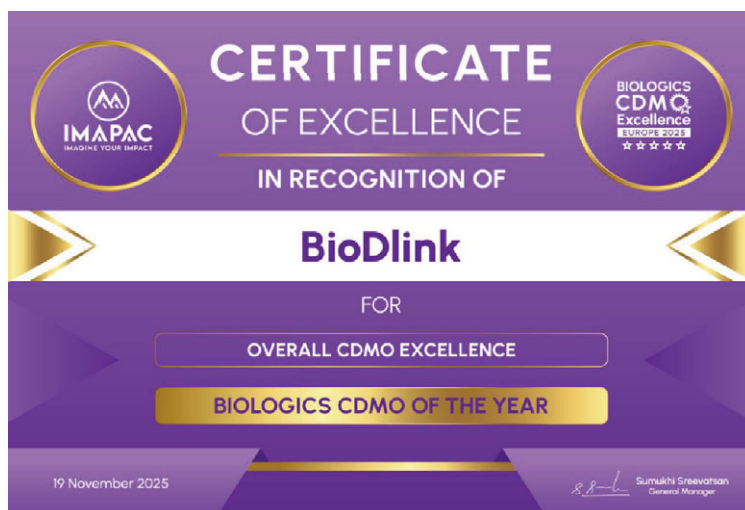 IMAPAC
IMAGINE YOUR IMPACT
CERTIFICATE
OF EXCELLENCE
IN RECOGNITION OF
BIOLOGICS
CDMO
Excellence
EUROPE 2025
BioDlink
FOR
OVERALL CDMO EXCELLENCE
BIOLOGICS CDMO OF THE YEAR
19 November 2025
Sumukhi Sreevatsan
General Manager